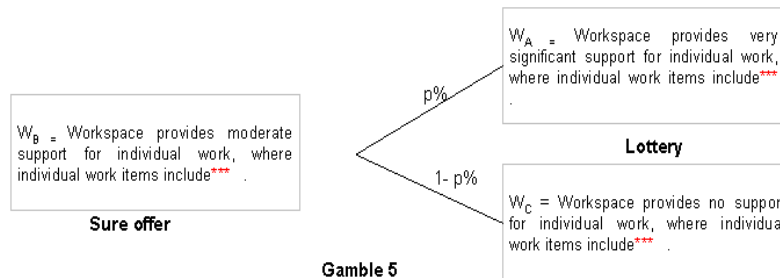 W_A = Workspace provides very
significant support for individual work,
where individual work items include***
.
p%
W_B = Workspace provides moderate
support for individual work, where
individual work items include*** .
Sure offer
Lottery
1- p%
W_C = Workspace provides no suppor
for individual work, where individua
work items include*** .
Gamble 5